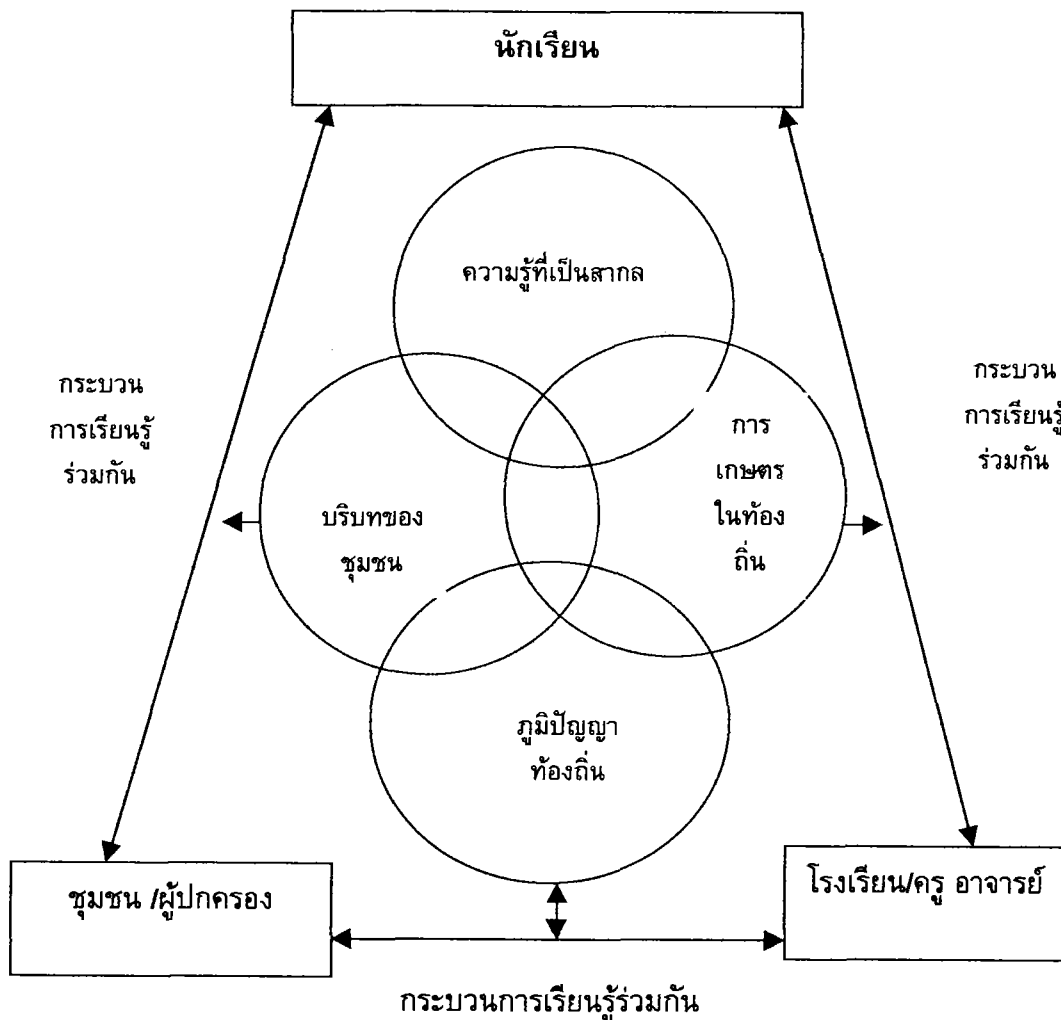 นักเรียน
ความรู้ที่เป็นสากล
กระบวน
การเรียนรู้
ร่วมกัน
กระบวน
การเรียนรู้
ร่วมกัน
การ
เกษตร
ในท้อง
ถิ่น
บริบทของ
ชุมชน
ภูมิปัญญา
ท้องถิ่น
ชุมชน /ผู้ปกครอง
โรงเรียน/ครู อาจารย์
กระบวนการเรียนรู้ร่วมกัน